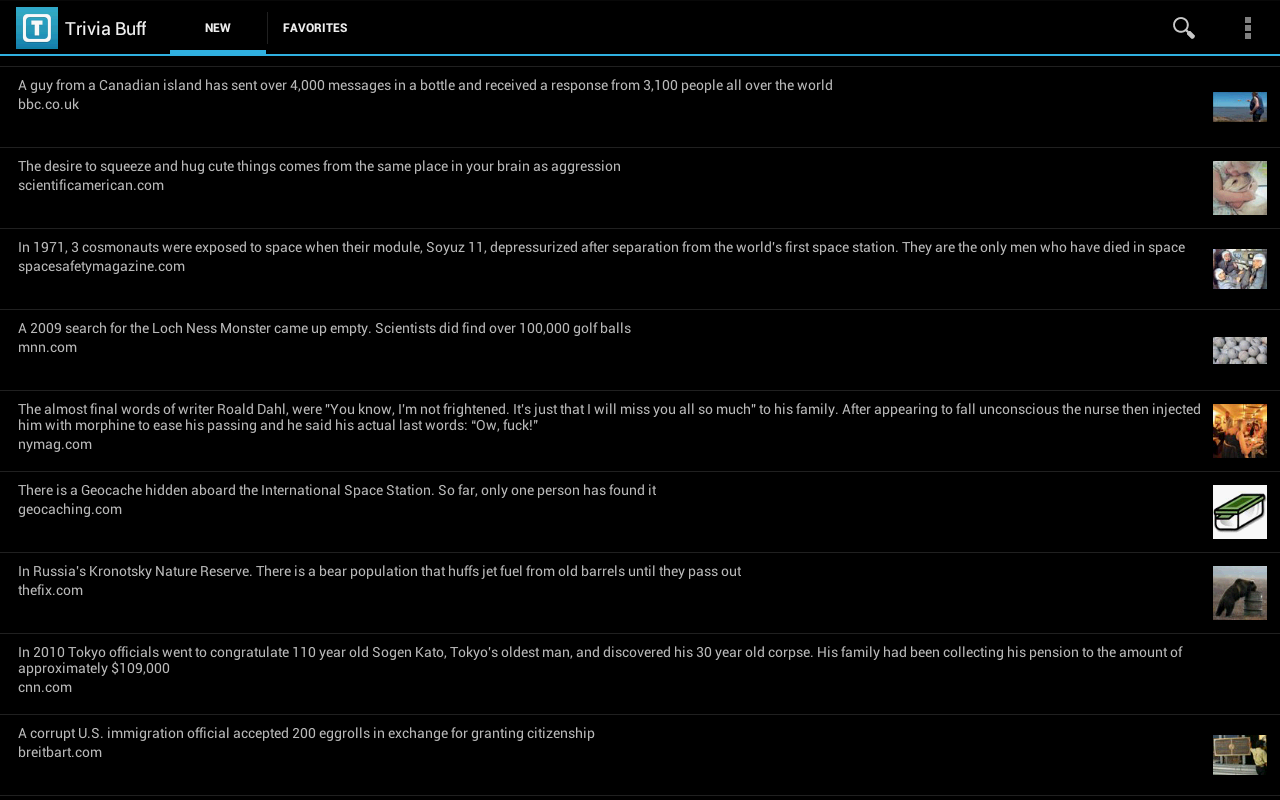 Trivia Buff
NEW
FAVORITES
A guy from a Canadian island has sent over 4,000 messages in a bottle and received a response from 3,100 people all over the world
bbc.co.uk
The desire to squeeze and hug cute things comes from the same place in your brain as aggression
scientificamerican.com
In 1971, 3 cosmonauts were exposed to space when their module, Soyuz 11, depressurized after separation from the world's first space station. They are the only men who have died in space
spacesafetymagazine.com
A 2009 search for the Loch Ness Monster came up empty. Scientists did find over 100,000 golf balls
mnn.com
The almost final words of writer Roald Dahl, were "You know, I'm not frightened. It's just that I will miss you all so much" to his family. After appearing to fall unconscious the nurse then injected
him with morphine to ease his passing and he said his actual last words: “Ow, fuck!”
nymag.com
There is a Geocache hidden aboard the International Space Station. So far, only one person has found it
geocaching.com
In Russia's Kronotsky Nature Reserve. There is a bear population that huffs jet fuel from old barrels until they pass out
thefix.com
In 2010 Tokyo officials went to congratulate 110 year old Sogen Kato, Tokyo's oldest man, and discovered his 30 year old corpse. His family had been collecting his pension to the amount of
approximately $109,000
cnn.com
A corrupt U.S. immigration official accepted 200 eggrolls in exchange for granting citizenship
breitbart.com